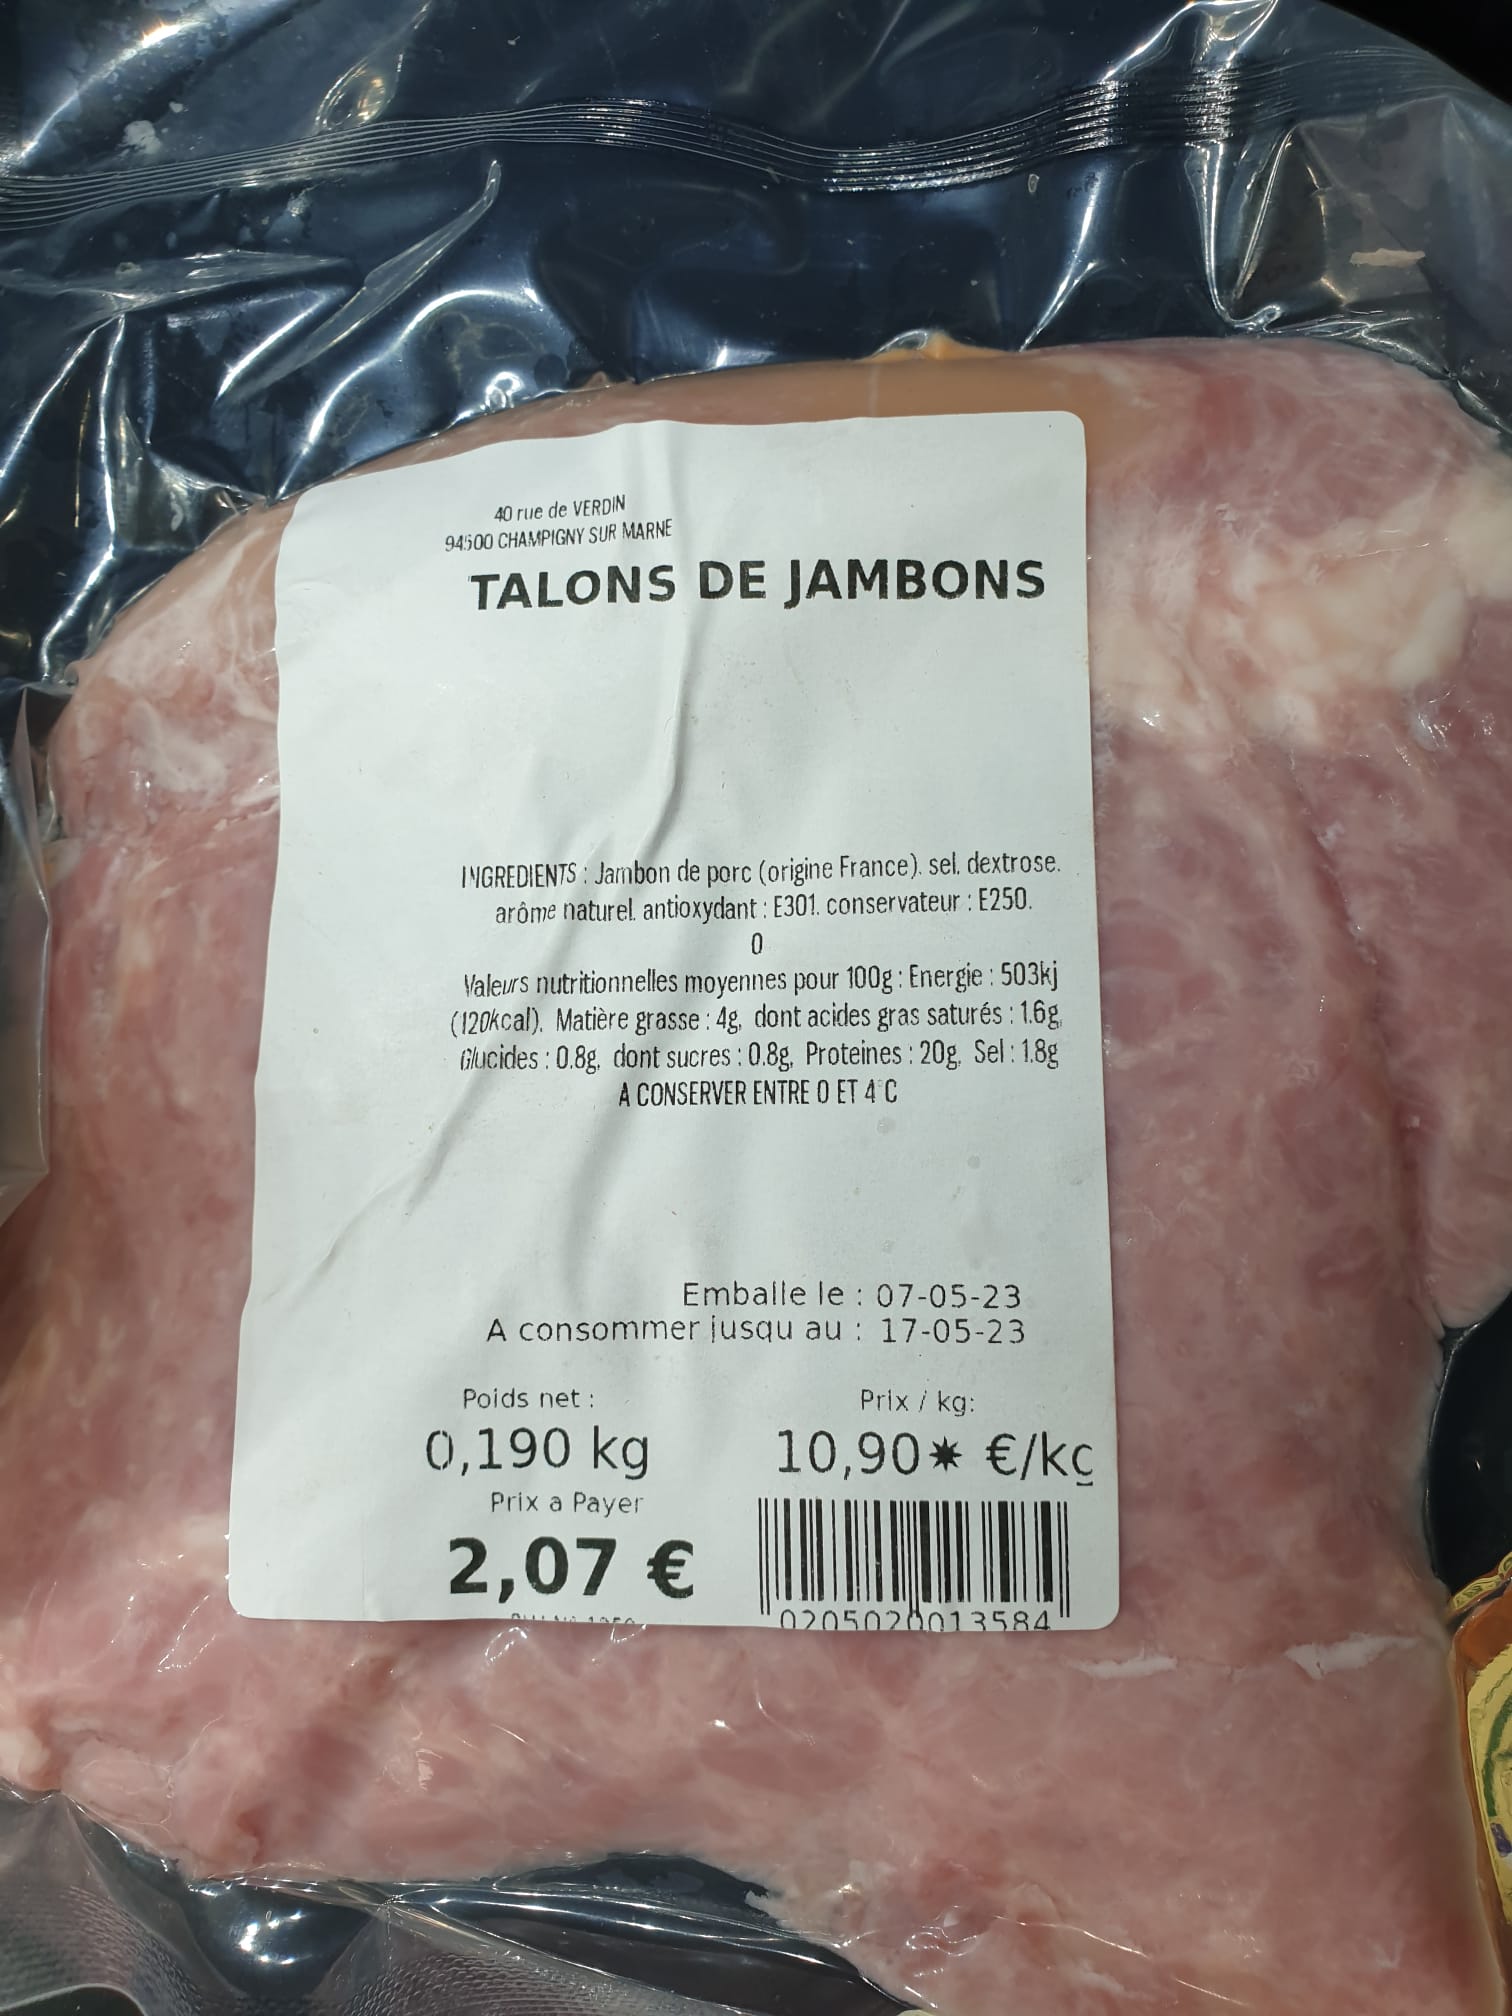 40 rue de VERDIN
94500 CHAMPIGNY SUR MARNE
TALONS DE JAMBONS
INGREDIENTS : Jambon de porc (origine France). sel. dextrose.
arôme naturel. antioxydant : E301. conservateur : E250.
0
Valeurs nutritionnelles moyennes pour 100g : Energie : 503kj
(120kcal). Matière grasse : 4g, dont acides gras saturés : 1.6g,
Glucides : 0.8g, dont sucres : 0.8g, Proteines : 20g, Sel : 1.8g
A CONSERVER ENTRE 0 ET 4°C
Emballe le : 07-05-23
A consommer jusqu au : 17-05-23
Poids net : Prix / kg:
0,190 kg 10,90* €/kg
Prix a Payer
2,07 €
0205020013584